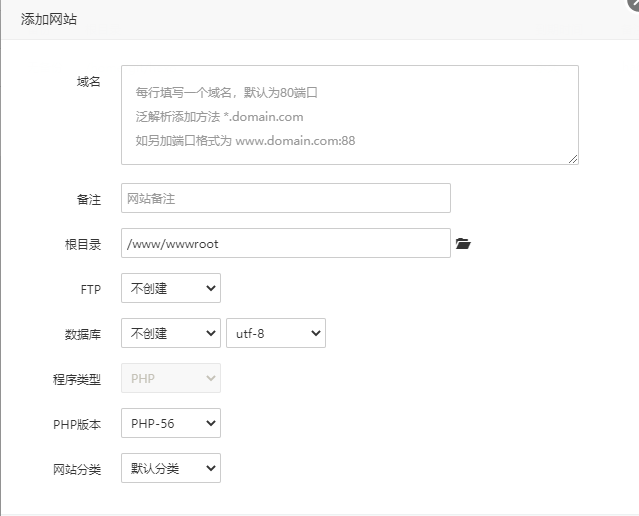 添加网站
域名
每行填写一个域名，默认为80端口
泛解析添加方法 *.domain.com
如另加端口格式为 www.domain.com:88
备注 网站备注
根目录 /www/wwwroot
FTP 不创建
数据库 不创建 utf-8
程序类型 PHP
PHP版本 PHP-56
网站分类 默认分类